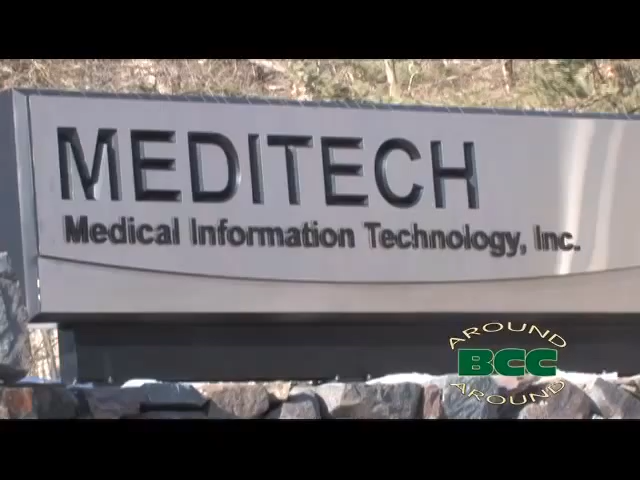 MEDITECH
Medical Information Technology, Inc.
AROUND
BCC
AROUND